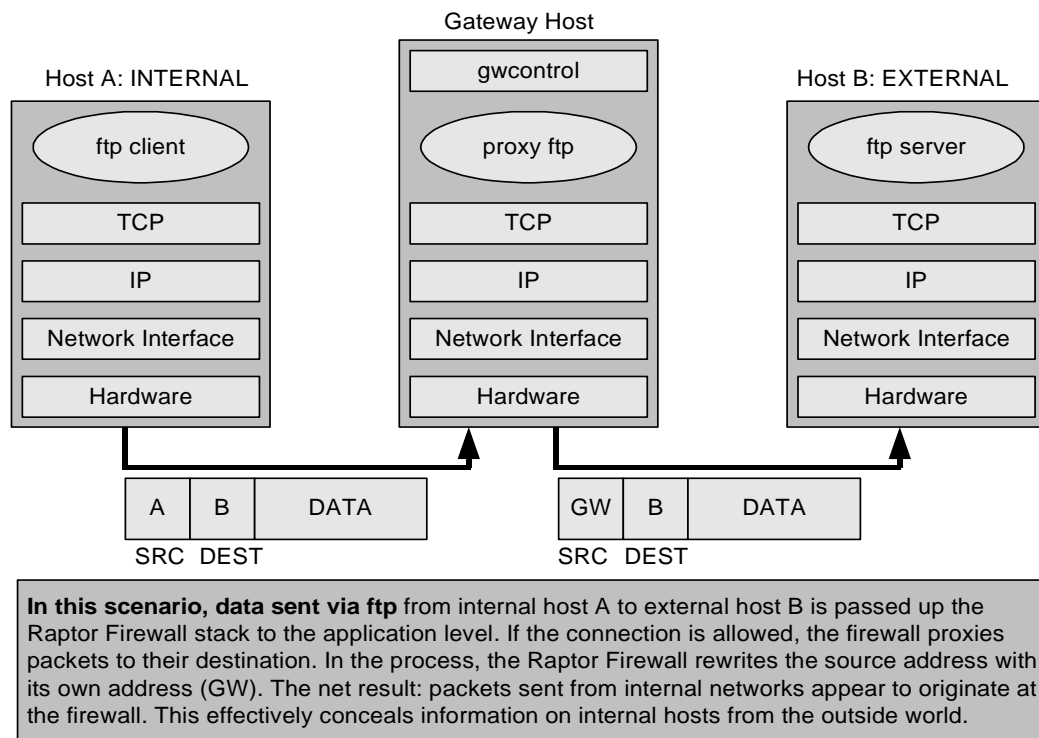 Gateway Host
gwcontrol
Host A: INTERNAL
Host B: EXTERNAL
ftp client
proxy ftp
ftp server
TCP
TCP
TCP
IP
IP
IP
Network Interface
Network Interface
Network Interface
Hardware
Hardware
Hardware
A B DATA
GW B DATA
SRC DEST
SRC DEST
In this scenario, data sent via ftp from internal host A to external host B is passed up the
Raptor Firewall stack to the application level. If the connection is allowed, the firewall proxies
packets to their destination. In the process, the Raptor Firewall rewrites the source address with
its own address (GW). The net result: packets sent from internal networks appear to originate at
the firewall. This effectively conceals information on internal hosts from the outside world.